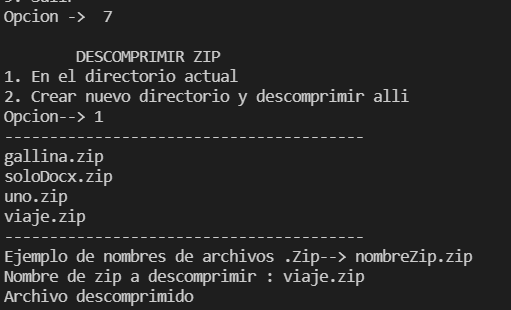 Opcion -> 7
DESCOMPRIMIR ZIP
1. En el directorio actual
2. Crear nuevo directorio y descomprimir alli
Opcion--> 1
----------------------------------------
gallina.zip
soloDocx.zip
uno.zip
viaje.zip
----------------------------------------
Ejemplo de nombres de archivos .Zip--> nombreZip.zip
Nombre de zip a descomprimir : viaje.zip
Archivo descomprimido